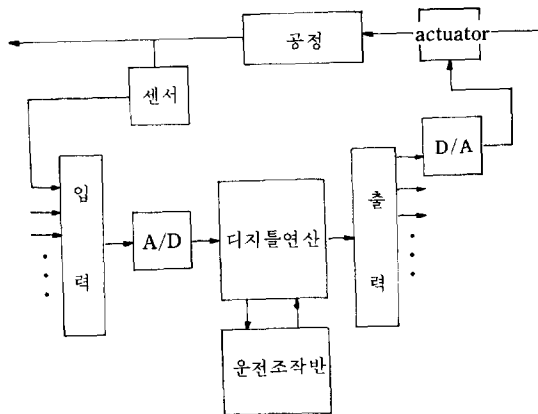 공정
actuator
센서
D/A
입력
A/D
디지틀연산
출력
운전조작반